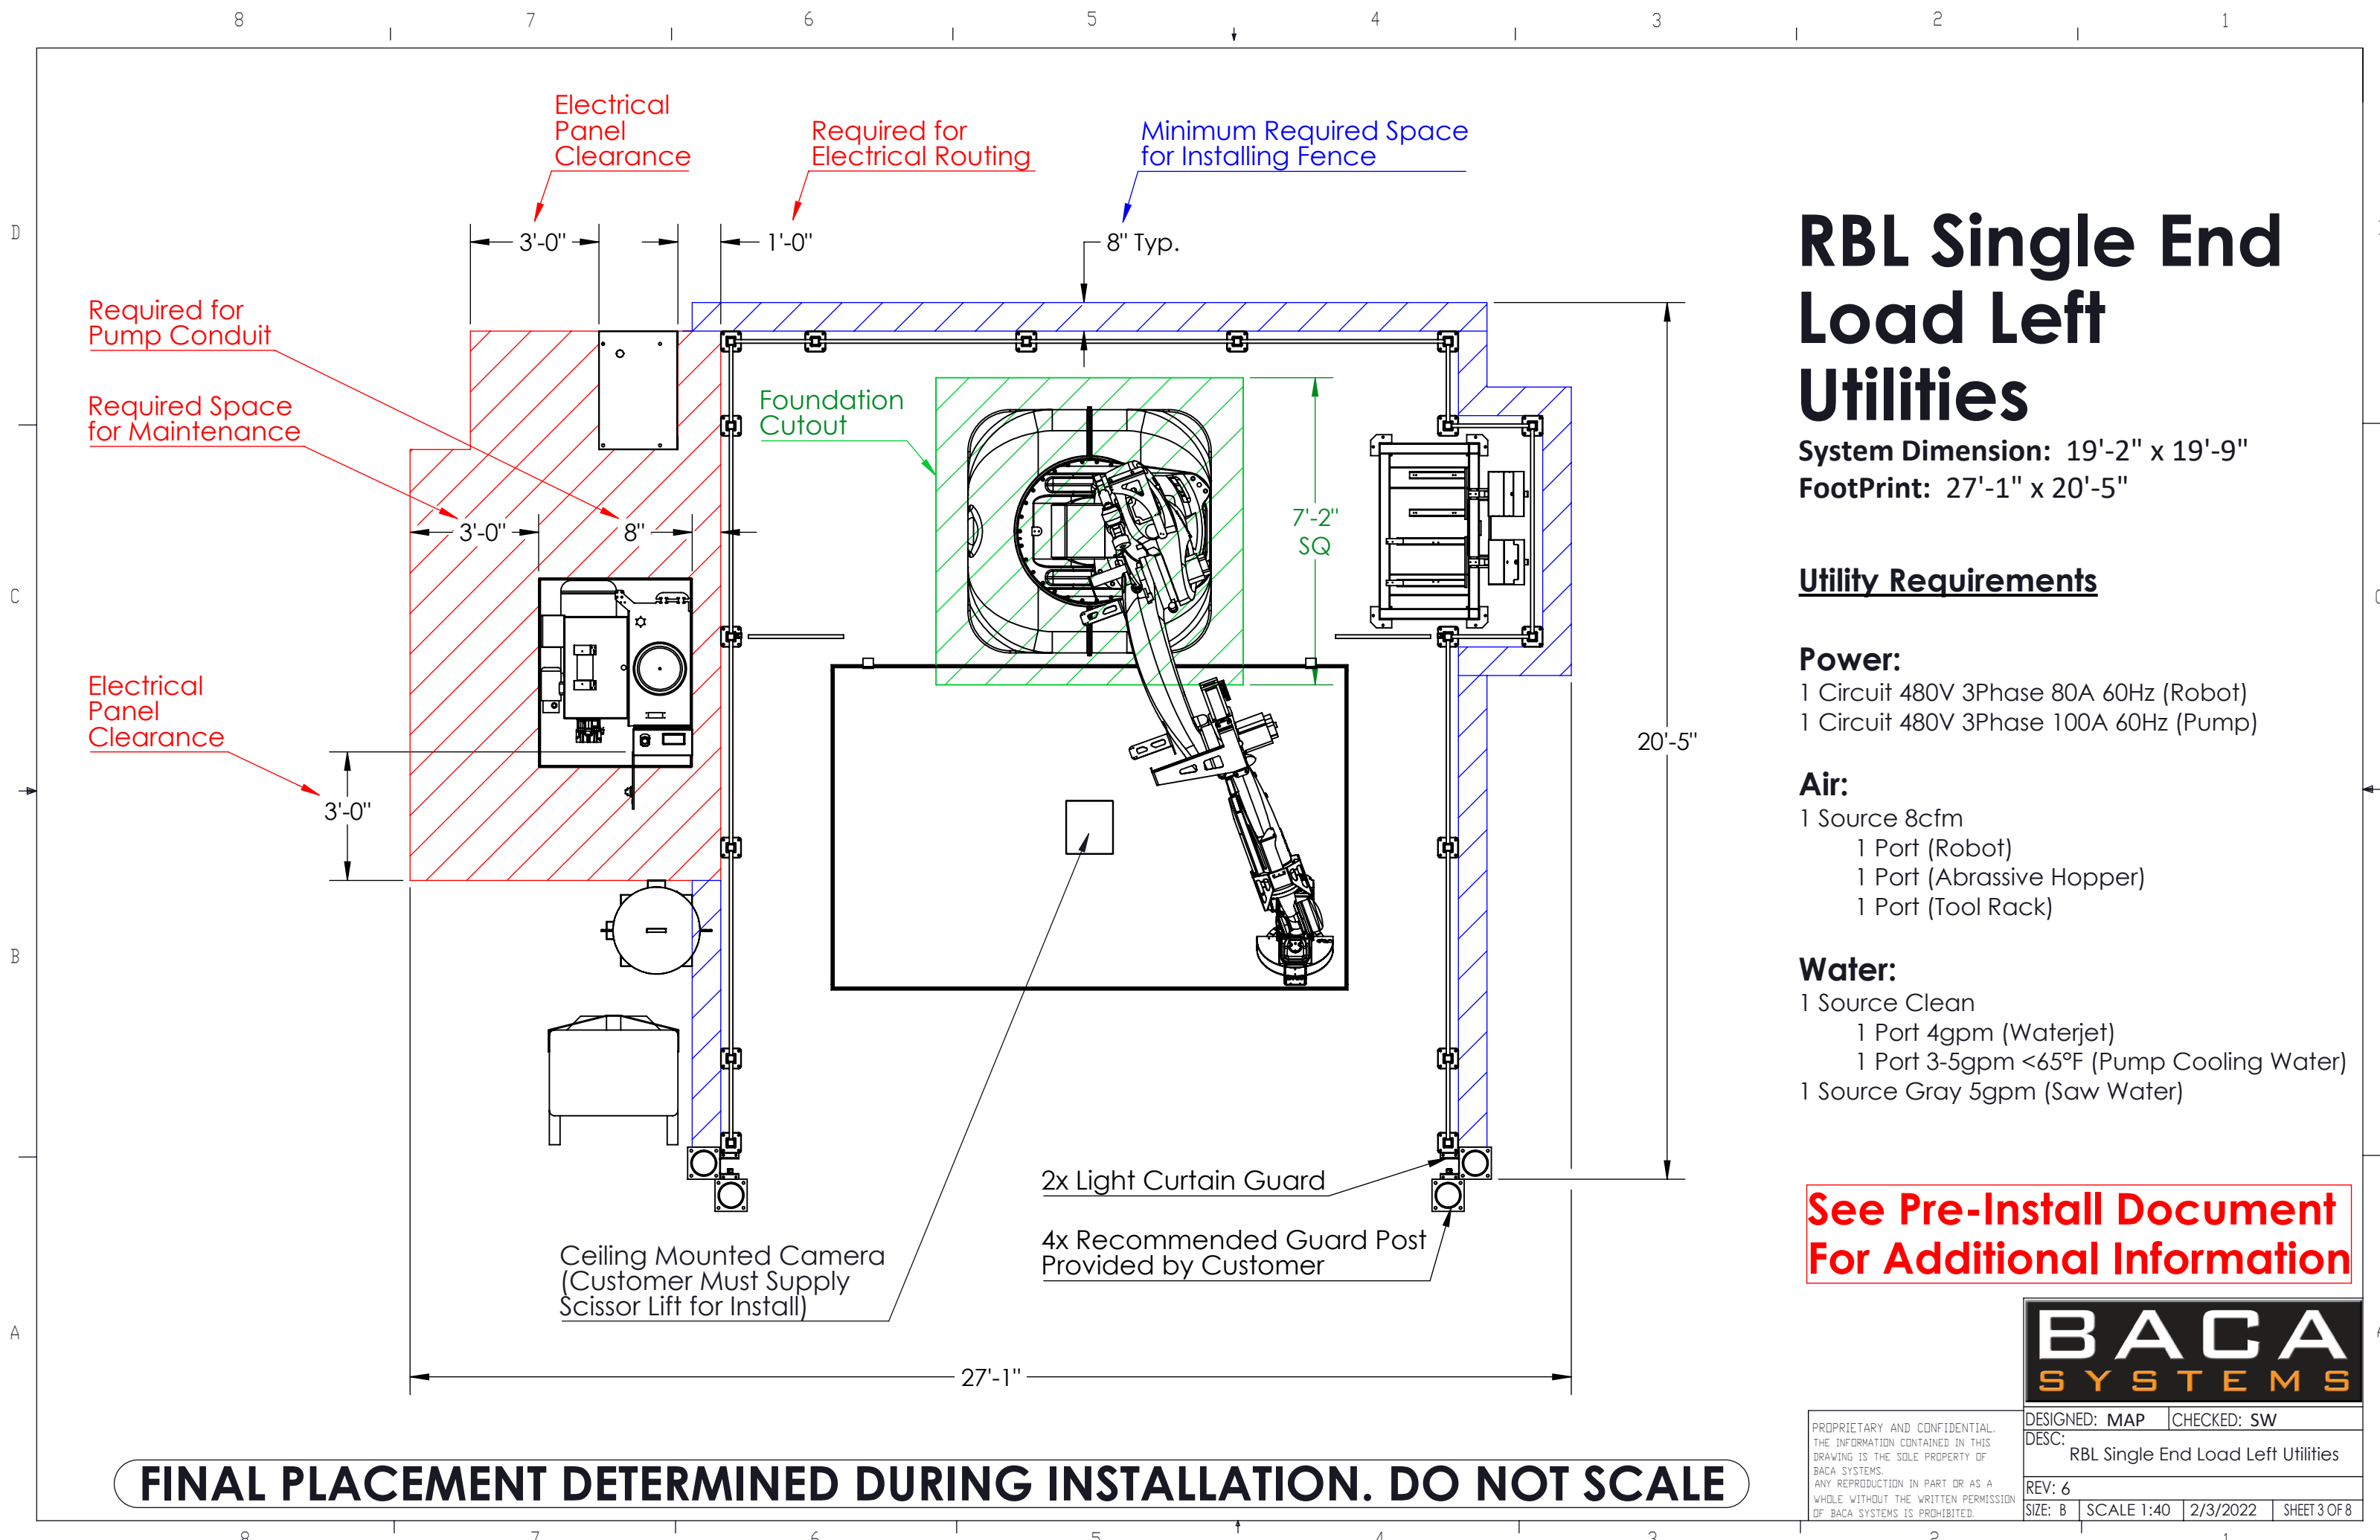 8 7 6 5 4 3 2 1
Electrical
Panel
Clearance
Required for
Electrical Routing
Minimum Required Space
for Installing Fence
D
3'-0"
1'-0"
8" Typ.
RBL Single End
Load Left
Utilities
System Dimension: 19'-2" x 19'-9"
FootPrint: 27'-1" x 20'-5"
Required for
Pump Conduit
Required Space
for Maintenance
Foundation
Cutout
3'-0"
8"
7'-2"
SQ
C
Utility Requirements
Power:
1 Circuit 480V 3Phase 80A 60Hz (Robot)
1 Circuit 480V 3Phase 100A 60Hz (Pump)
Electrical
Panel
Clearance
3'-0"
20'-5"
Air:
1 Source 8cfm
1 Port (Robot)
1 Port (Abrassive Hopper)
1 Port (Tool Rack)
B
Water:
1 Source Clean
1 Port 4gpm (Waterjet)
1 Port 3-5gpm <65°F (Pump Cooling Water)
1 Source Gray 5gpm (Saw Water)
2x Light Curtain Guard
4x Recommended Guard Post
Provided by Customer
Ceiling Mounted Camera
(Customer Must Supply
Scissor Lift for Install)
See Pre-Install Document
For Additional Information
A
27'-1"
BACA
SYSTEMS
PROPRIETARY AND CONFIDENTIAL.
THE INFORMATION CONTAINED IN THIS
DRAWING IS THE SOLE PROPERTY OF
BACA SYSTEMS.
ANY REPRODUCTION IN PART OR AS A
WHOLE WITHOUT THE WRITTEN PERMISSION
OF BACA SYSTEMS IS PROHIBITED.
DESIGNED: MAP CHECKED: SW
DESC:
RBL Single End Load Left Utilities
REV: 6
SIZE: B SCALE 1:40 2/3/2022 SHEET 3 OF 8
FINAL PLACEMENT DETERMINED DURING INSTALLATION. DO NOT SCALE
8 7 6 5 4 3 2 1